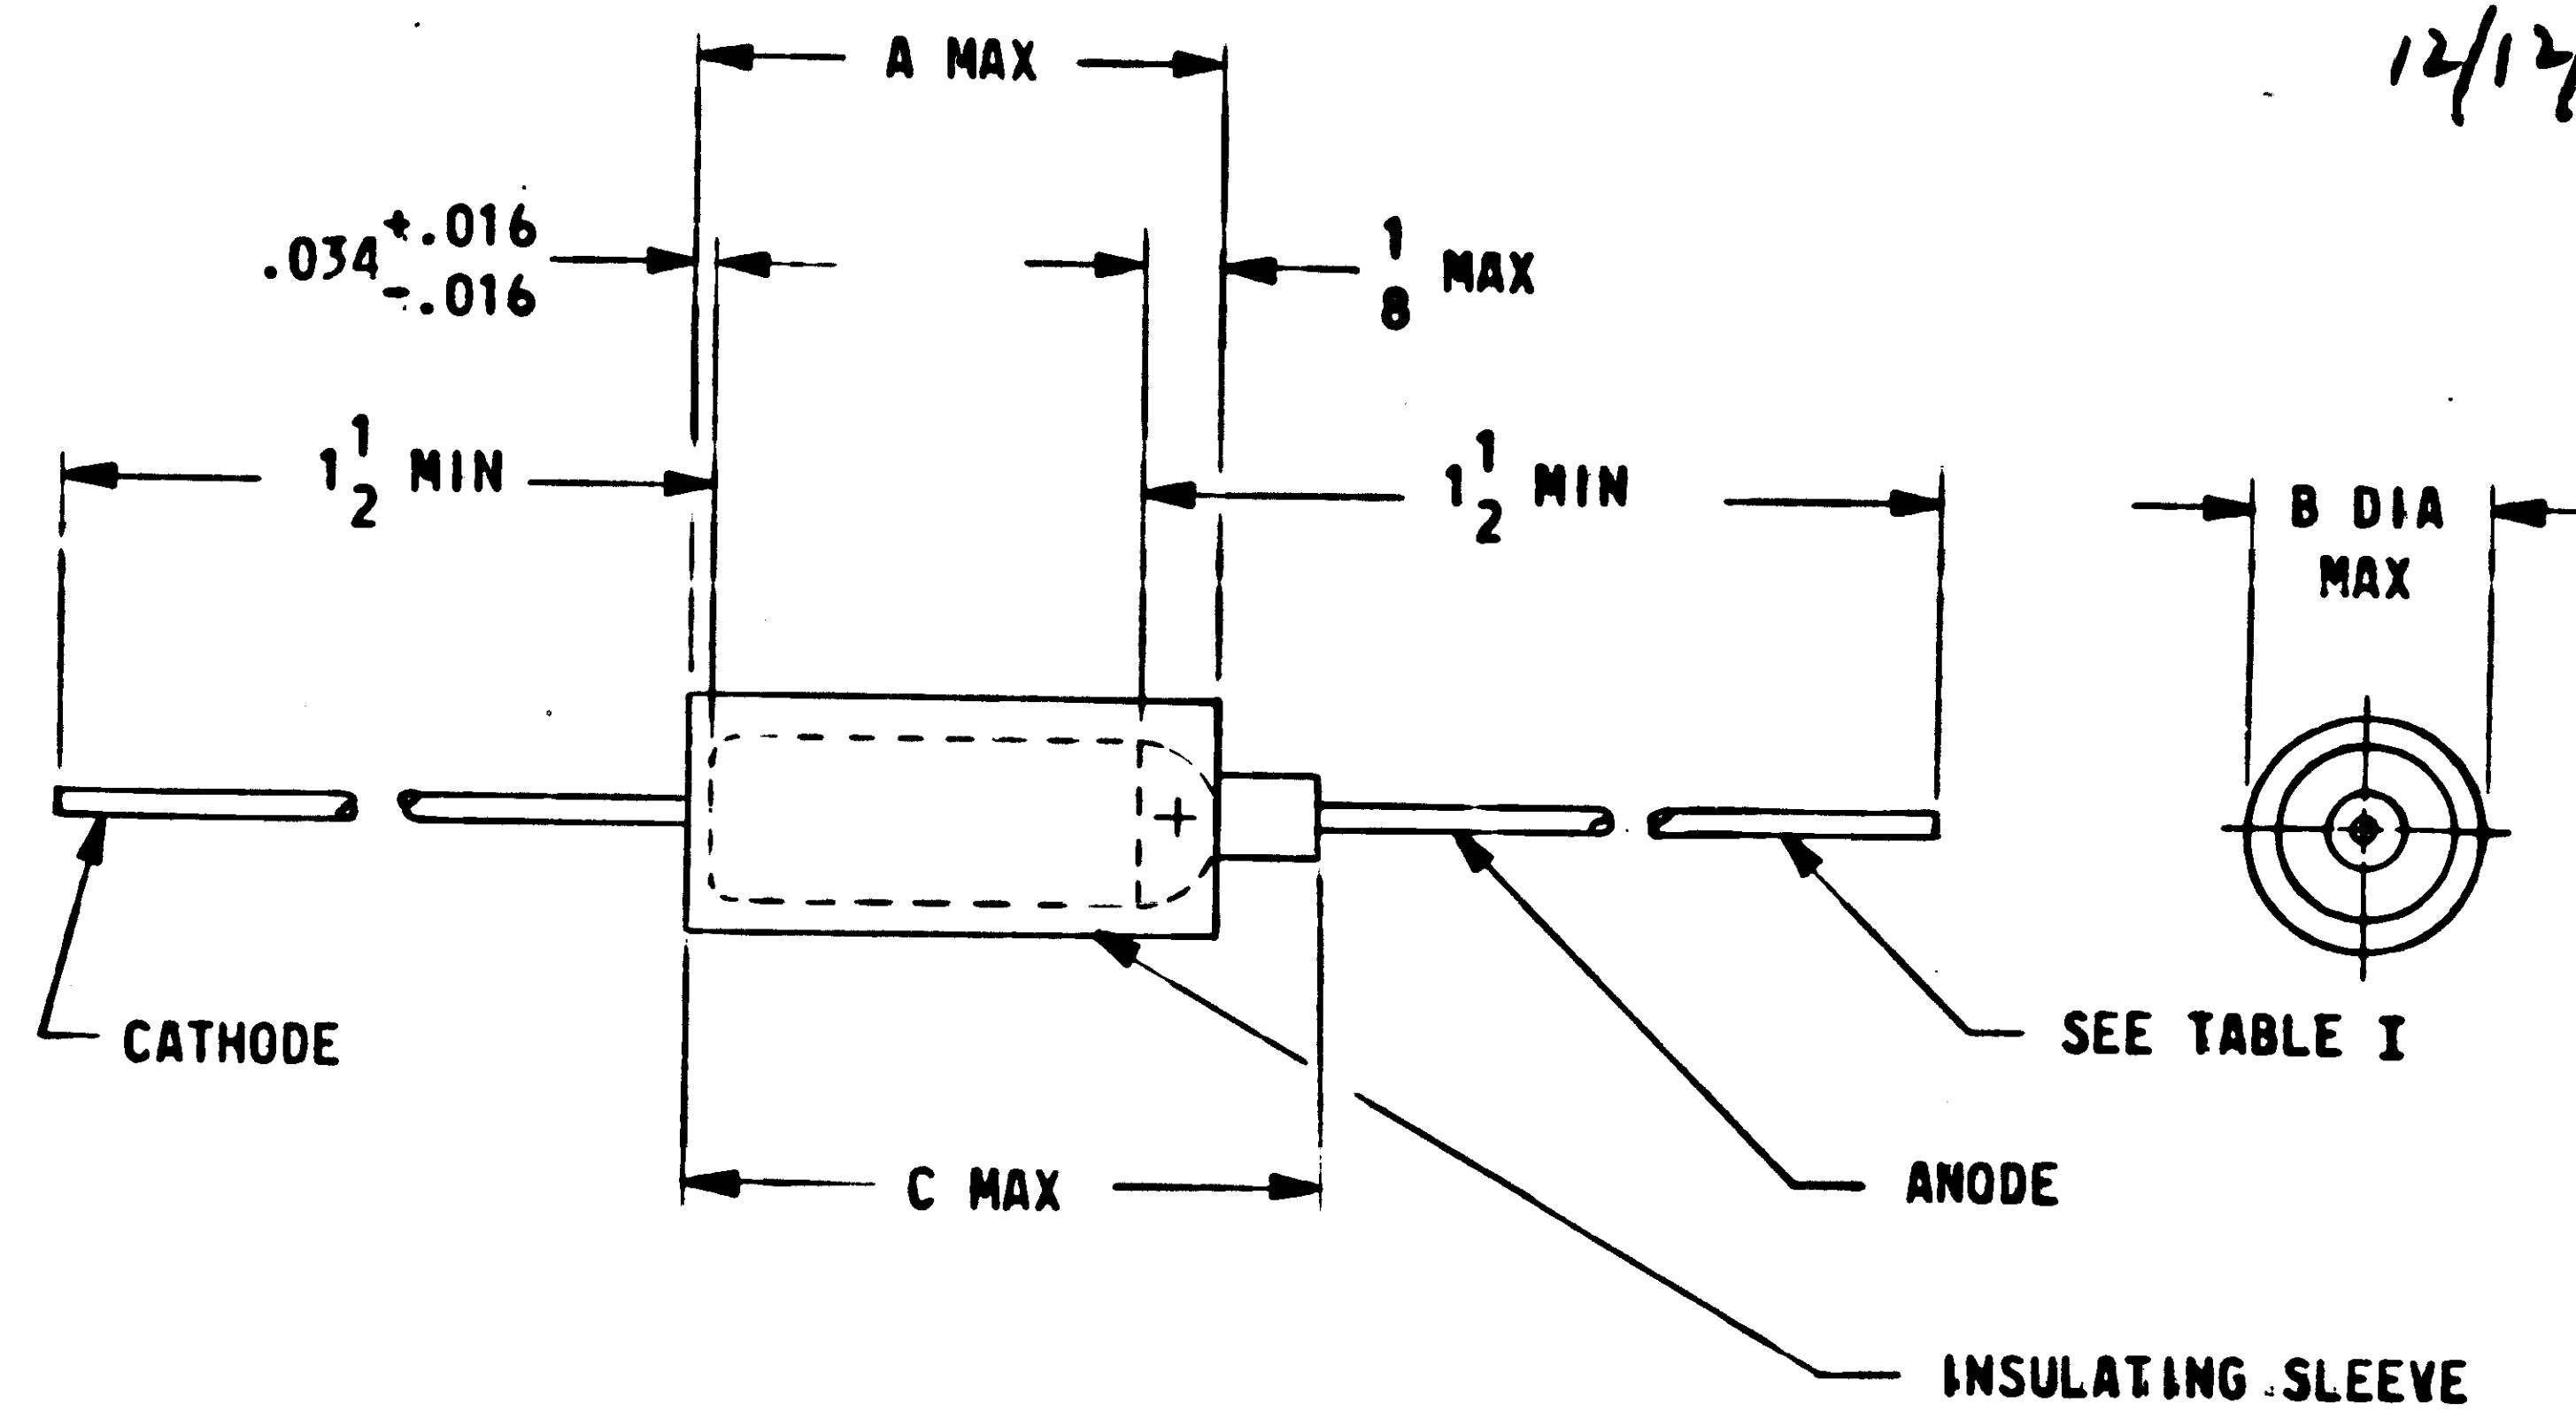 12/12/
A MAX
.034 +.016 -.016
1/8 MAX
1 1/2 MIN
1 1/2 MIN
B DIA
MAX
+
CATHODE
SEE TABLE I
ANODE
C MAX
INSULATING SLEEVE